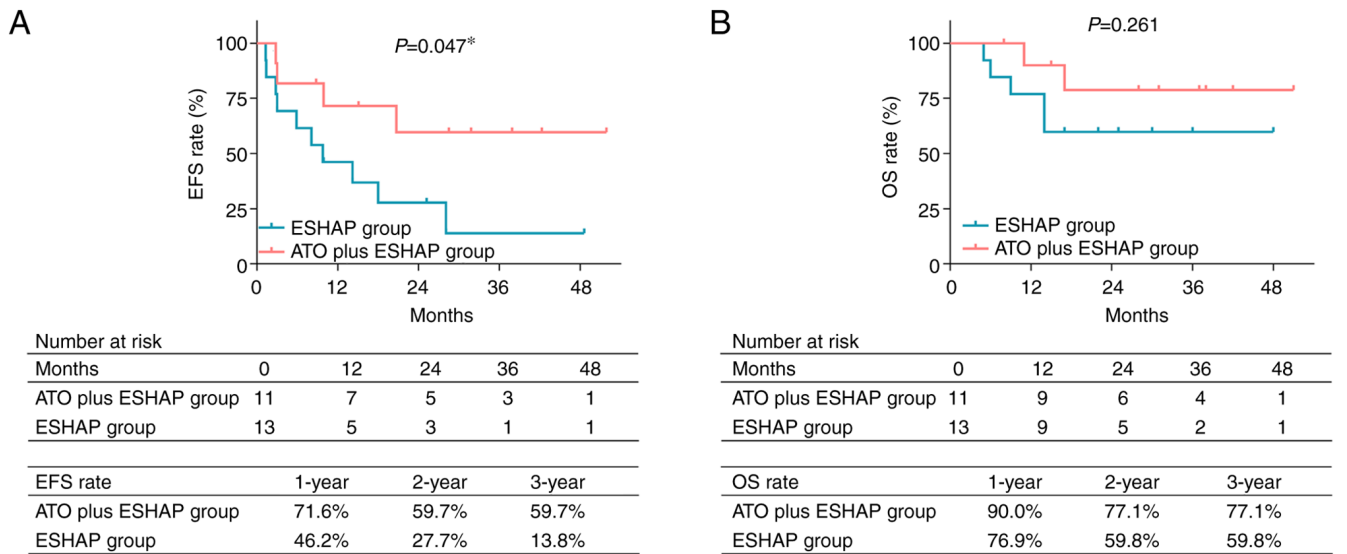 A
P=0.047*
100
75
50
25
0
EFS rate (%)
ESHAP group
ATO plus ESHAP group
0 12 24 36 48
Months
Number at risk
Months 0 12 24 36 48
ATO plus ESHAP group 11 7 5 3 1
ESHAP group 13 5 3 1 1
EFS rate 1-year 2-year 3-year
ATO plus ESHAP group 71.6% 59.7% 59.7%
ESHAP group 46.2% 27.7% 13.8%
B
P=0.261
100
75
50
25
0
OS rate (%)
ESHAP group
ATO plus ESHAP group
0 12 24 36 48
Months
Number at risk
Months 0 12 24 36 48
ATO plus ESHAP group 11 9 6 4 1
ESHAP group 13 9 5 2 1
OS rate 1-year 2-year 3-year
ATO plus ESHAP group 90.0% 77.1% 77.1%
ESHAP group 76.9% 59.8% 59.8%